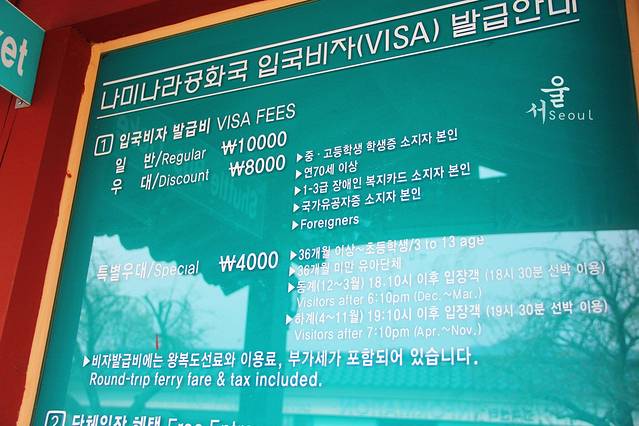 ket
나미나라공화국 입국비자(VISA) 발급안내
서울 Seoul
1 입국비자 발급비 VISA FEES
일 반/Regular ₩10000
우 대/Discount ₩8000
▶중·고등학생 학생증 소지자 본인
▶연70세 이상
▶1-3급 장애인 복지카드 소지자 본인
▶국가유공자증 소지자 본인
▶Foreigners
특별우대/Special ₩4000
▶36개월 이상~초등학생/3 to 13 age
▶36개월 미만 유아단체
▶동계(12~3월) 18:10시 이후 입장객 (18시 30분 선박 이용)
Visitors after 6:10pm (Dec.~Mar.)
▶하계(4~11월) 19:10시 이후 입장객 (19시 30분 선박 이용)
Visitors after 7:10pm (Apr.~Nov.)
▶비자발급비에는 왕복도선료와 이용료, 부가세가 포함되어 있습니다.
Round-trip ferry fare & tax included.
2 단체입장 혜택 Free